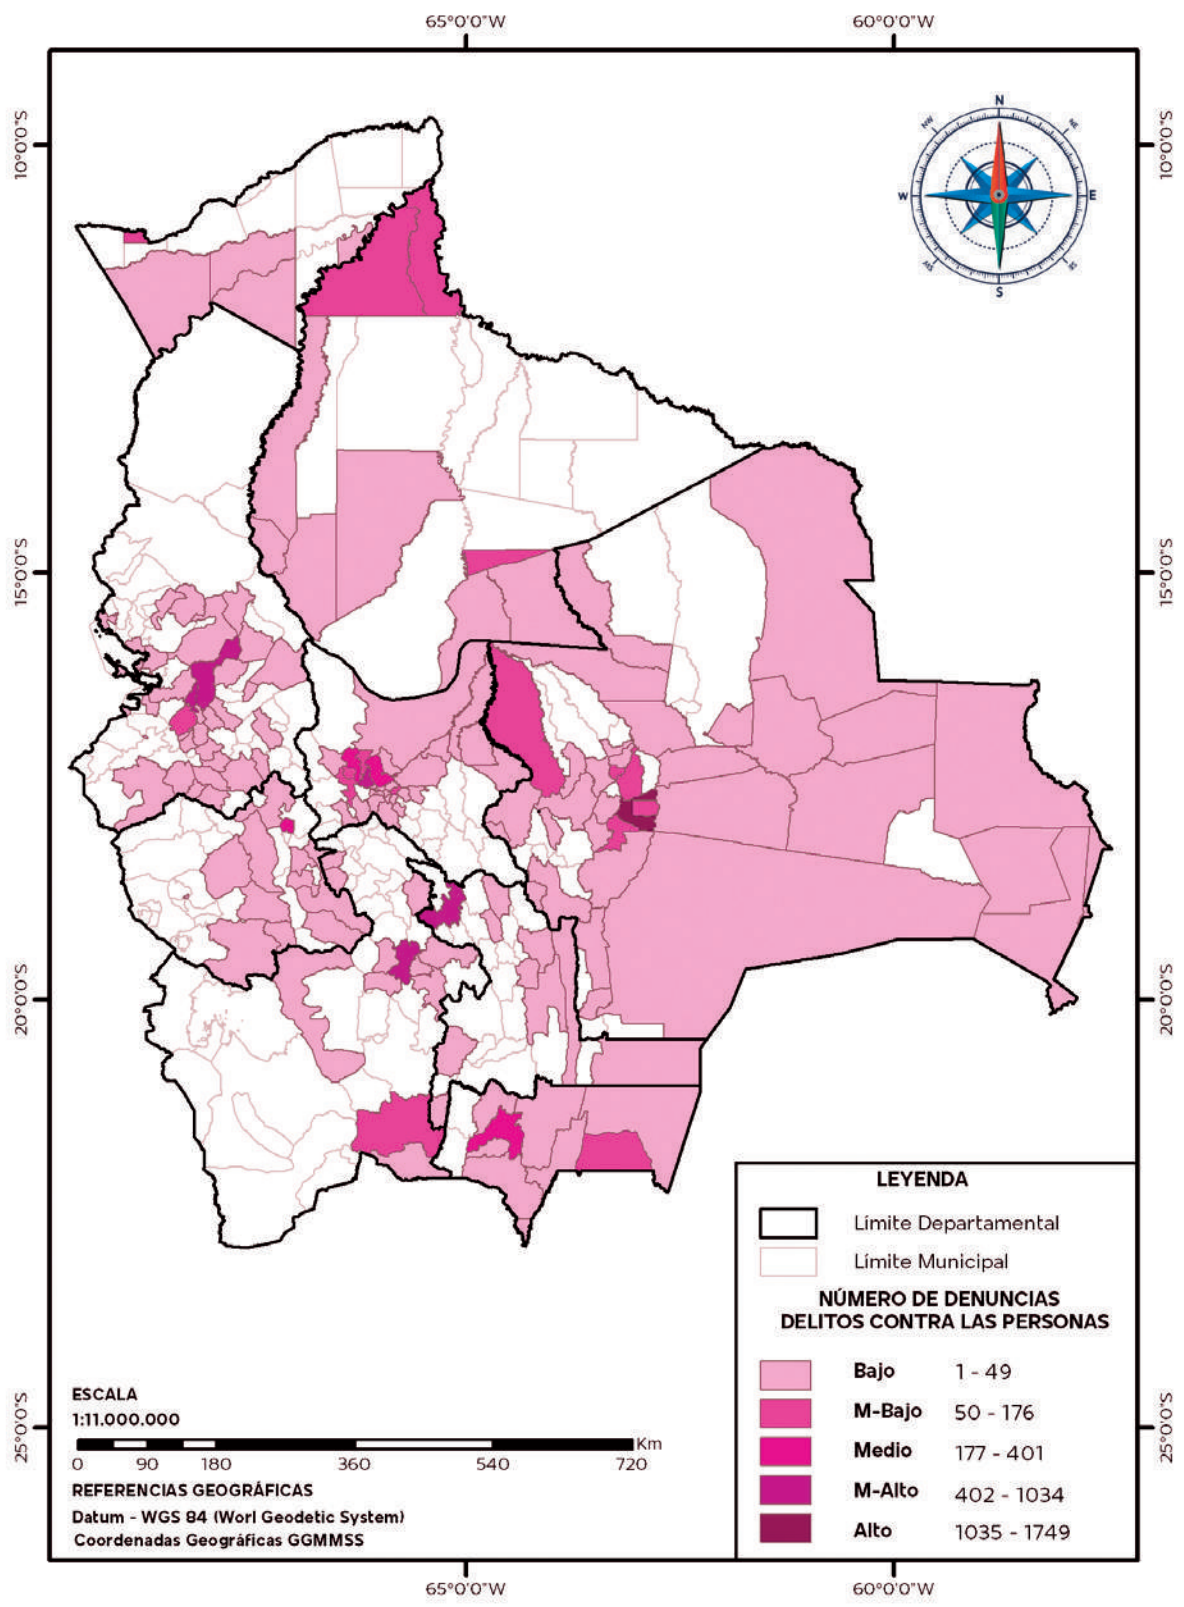 65°0'0"W 60°0'0"W
10°0'0"S 10°0'0"S
N
NW NE
W E
S
15°0'0"S 15°0'0"S
20°0'0"S 20°0'0"S
25°0'0"S 25°0'0"S
LEYENDA
Límite Departamental
Límite Municipal
NÚMERO DE DENUNCIAS
DELITOS CONTRA LAS PERSONAS
Bajo 1 - 49
M-Bajo 50 - 176
Medio 177 - 401
M-Alto 402 - 1034
Alto 1035 - 1749
ESCALA
1:11.000.000
Km
0 90 180 360 540 720
REFERENCIAS GEOGRÁFICAS
Datum - WGS 84 (Worl Geodetic System)
Coordenadas Geográficas GGMMSS
65°0'0"W 60°0'0"W